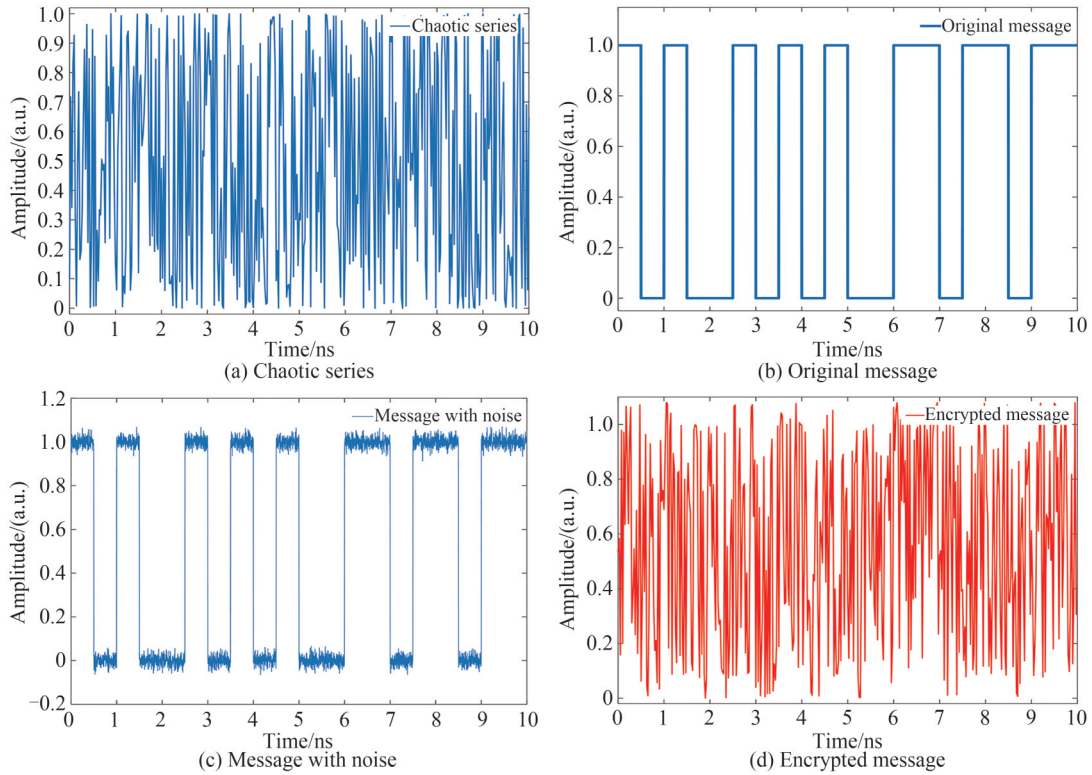 Chaotic series
1.0
0.9
0.8
0.7
0.6
0.5
0.4
0.3
0.2
0.1
0
Amplitude/(a.u.)
0 1 2 3 4 5 6 7 8 9 10
Time/ns
(a) Chaotic series
Original message
1.0
0.8
0.6
0.4
0.2
0
Amplitude/(a.u.)
0 1 2 3 4 5 6 7 8 9 10
Time/ns
(b) Original message
Message with noise
1.2
1.0
0.8
0.6
0.4
0.2
0
−0.2
Amplitude/(a.u.)
0 1 2 3 4 5 6 7 8 9 10
Time/ns
(c) Message with noise
Encrypted message
1.0
0.8
0.6
0.4
0.2
0
Amplitude/(a.u.)
0 1 2 3 4 5 6 7 8 9 10
Time/ns
(d) Encrypted message